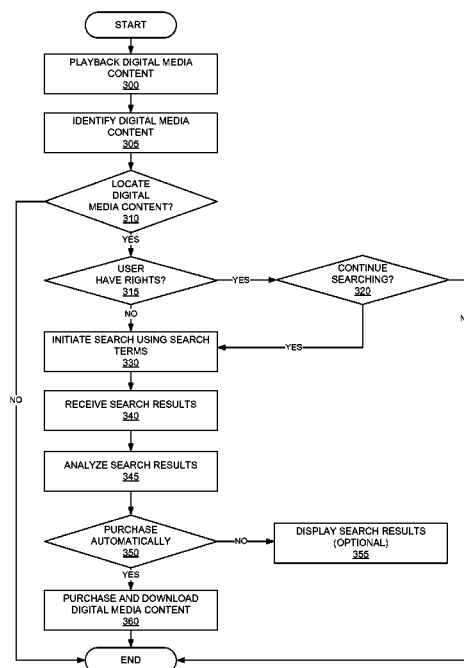 START
PLAYBACK DIGITAL MEDIA
CONTENT
300
IDENTIFY DIGITAL MEDIA
CONTENT
305
LOCATE
DIGITAL
MEDIA CONTENT?
310
YES
USER
HAVE RIGHTS?
315
YES
CONTINUE
SEARCHING?
320
NO
N
INITIATE SEARCH USING SEARCH
TERMS
330
YES
NO
RECEIVE SEARCH RESULTS
340
ANALYZE SEARCH RESULTS
345
PURCHASE
AUTOMATICALLY
350
NO
DISPLAY SEARCH RESULTS
(OPTIONAL)
355
YES
PURCHASE AND DOWNLOAD
DIGITAL MEDIA CONTENT
360
END